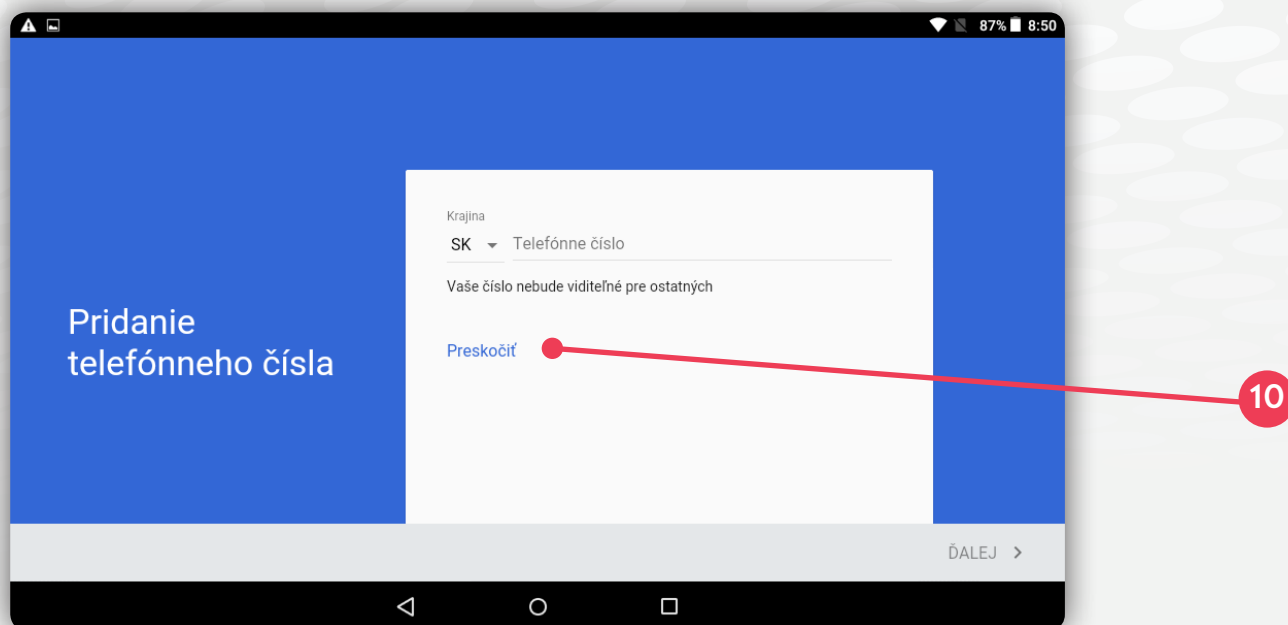 87% 8:50
Krajina
SK Telefónne číslo
Vaše číslo nebude viditeľné pre ostatných
Pridanie
telefónneho čísla
Preskočiť
10
ĎALEJ